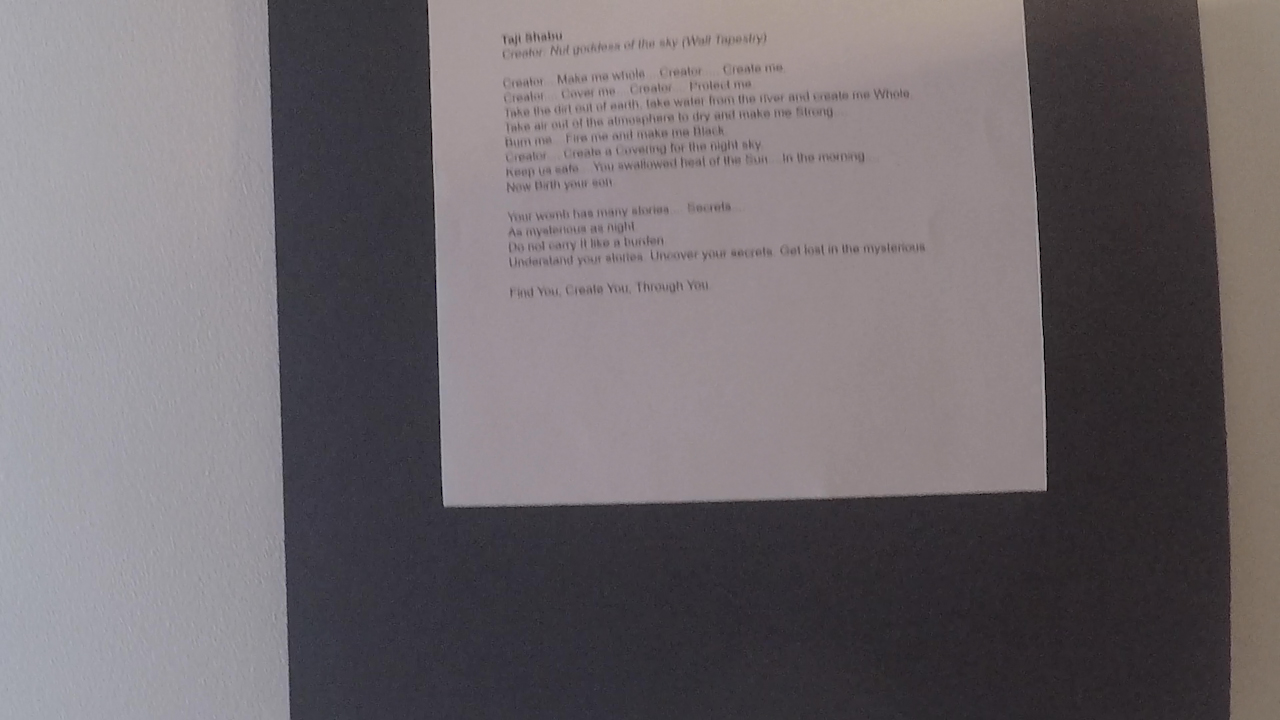 Taji Shabu
Creator: Nut goddess of the sky (Wall Tapestry)
Creator... Make me whole... Creator.... Create me.
Creator.... Cover me... Creator.... Protect me
Take the dirt out of earth, take water from the river and create me Whole.
Take air out of the atmosphere to dry and make me Strong...
Burn me... Fire me and make me Black.
Creator.... Create a Covering for the night sky.
Keep us safe... You swallowed heat of the Sun... In the morning...
Now Birth your son.
Your womb has many stories.... Secrets...
As mysterious as night
Do not carry it like a burden
Understand your stories. Uncover your secrets. Get lost in the mysterious.
Find You, Create You, Through You.